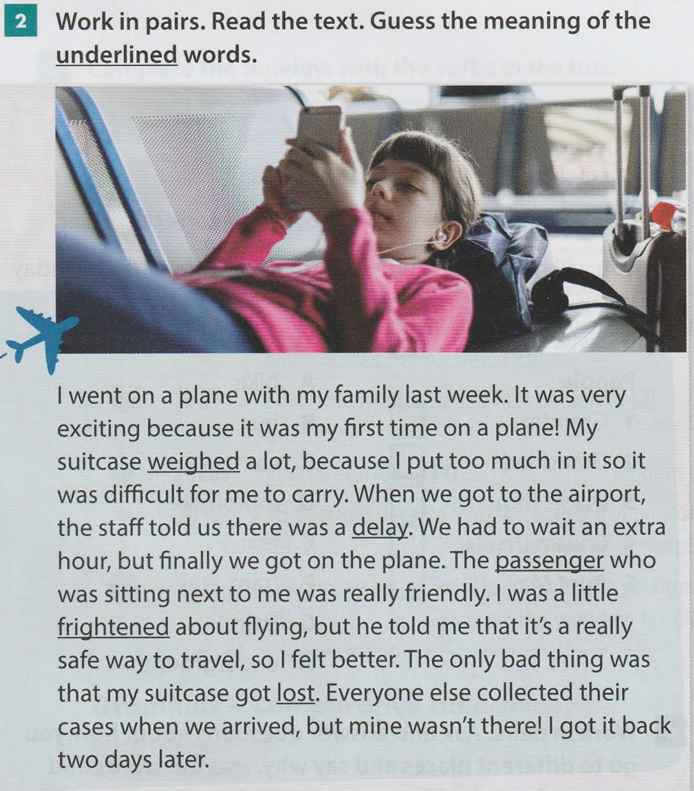 2 Work in pairs. Read the text. Guess the meaning of the
underlined words.
I went on a plane with my family last week. It was very
exciting because it was my first time on a plane! My
suitcase weighed a lot, because I put too much in it so it
was difficult for me to carry. When we got to the airport,
the staff told us there was a delay. We had to wait an extra
hour, but finally we got on the plane. The passenger who
was sitting next to me was really friendly. I was a little
frightened about flying, but he told me that it's a really
safe way to travel, so I felt better. The only bad thing was
that my suitcase got lost. Everyone else collected their
cases when we arrived, but mine wasn't there! I got it back
two days later.